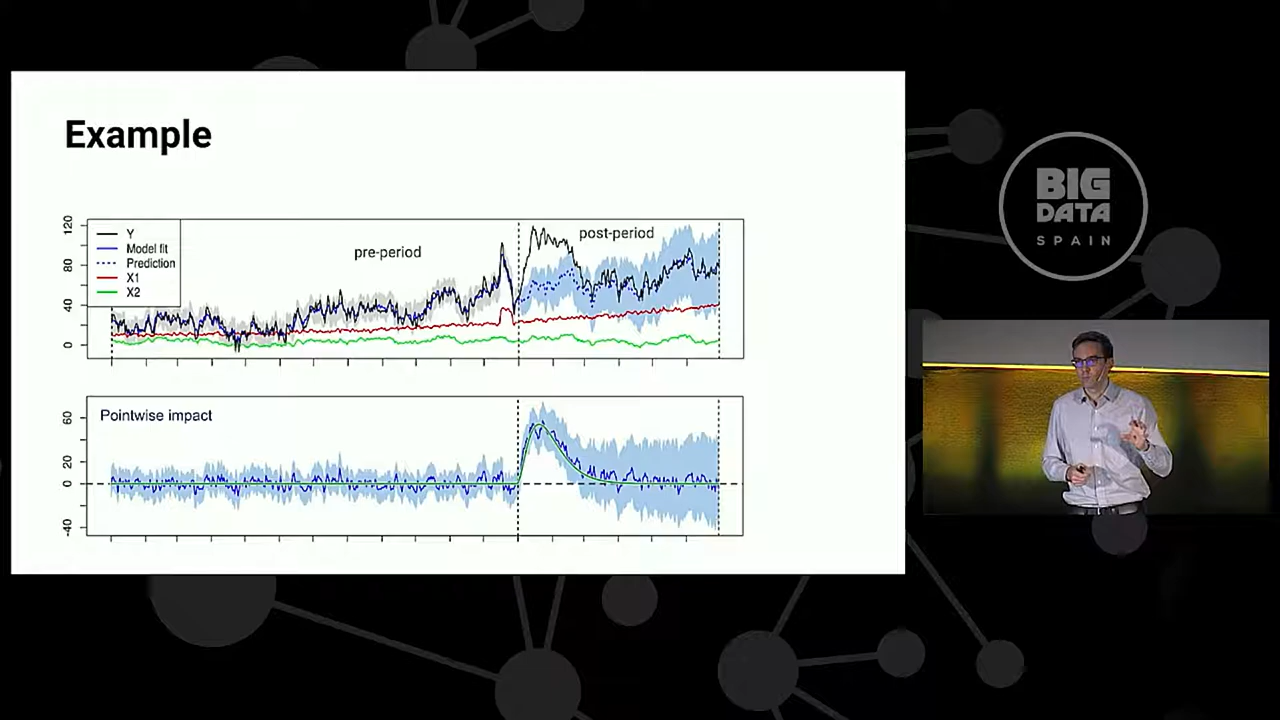 Example
120
80
40
0
Y
Model fit
Prediction
X1
X2
pre-period
post-period
60
20
0
-40
Pointwise impact
BIG
DATA
SPAIN